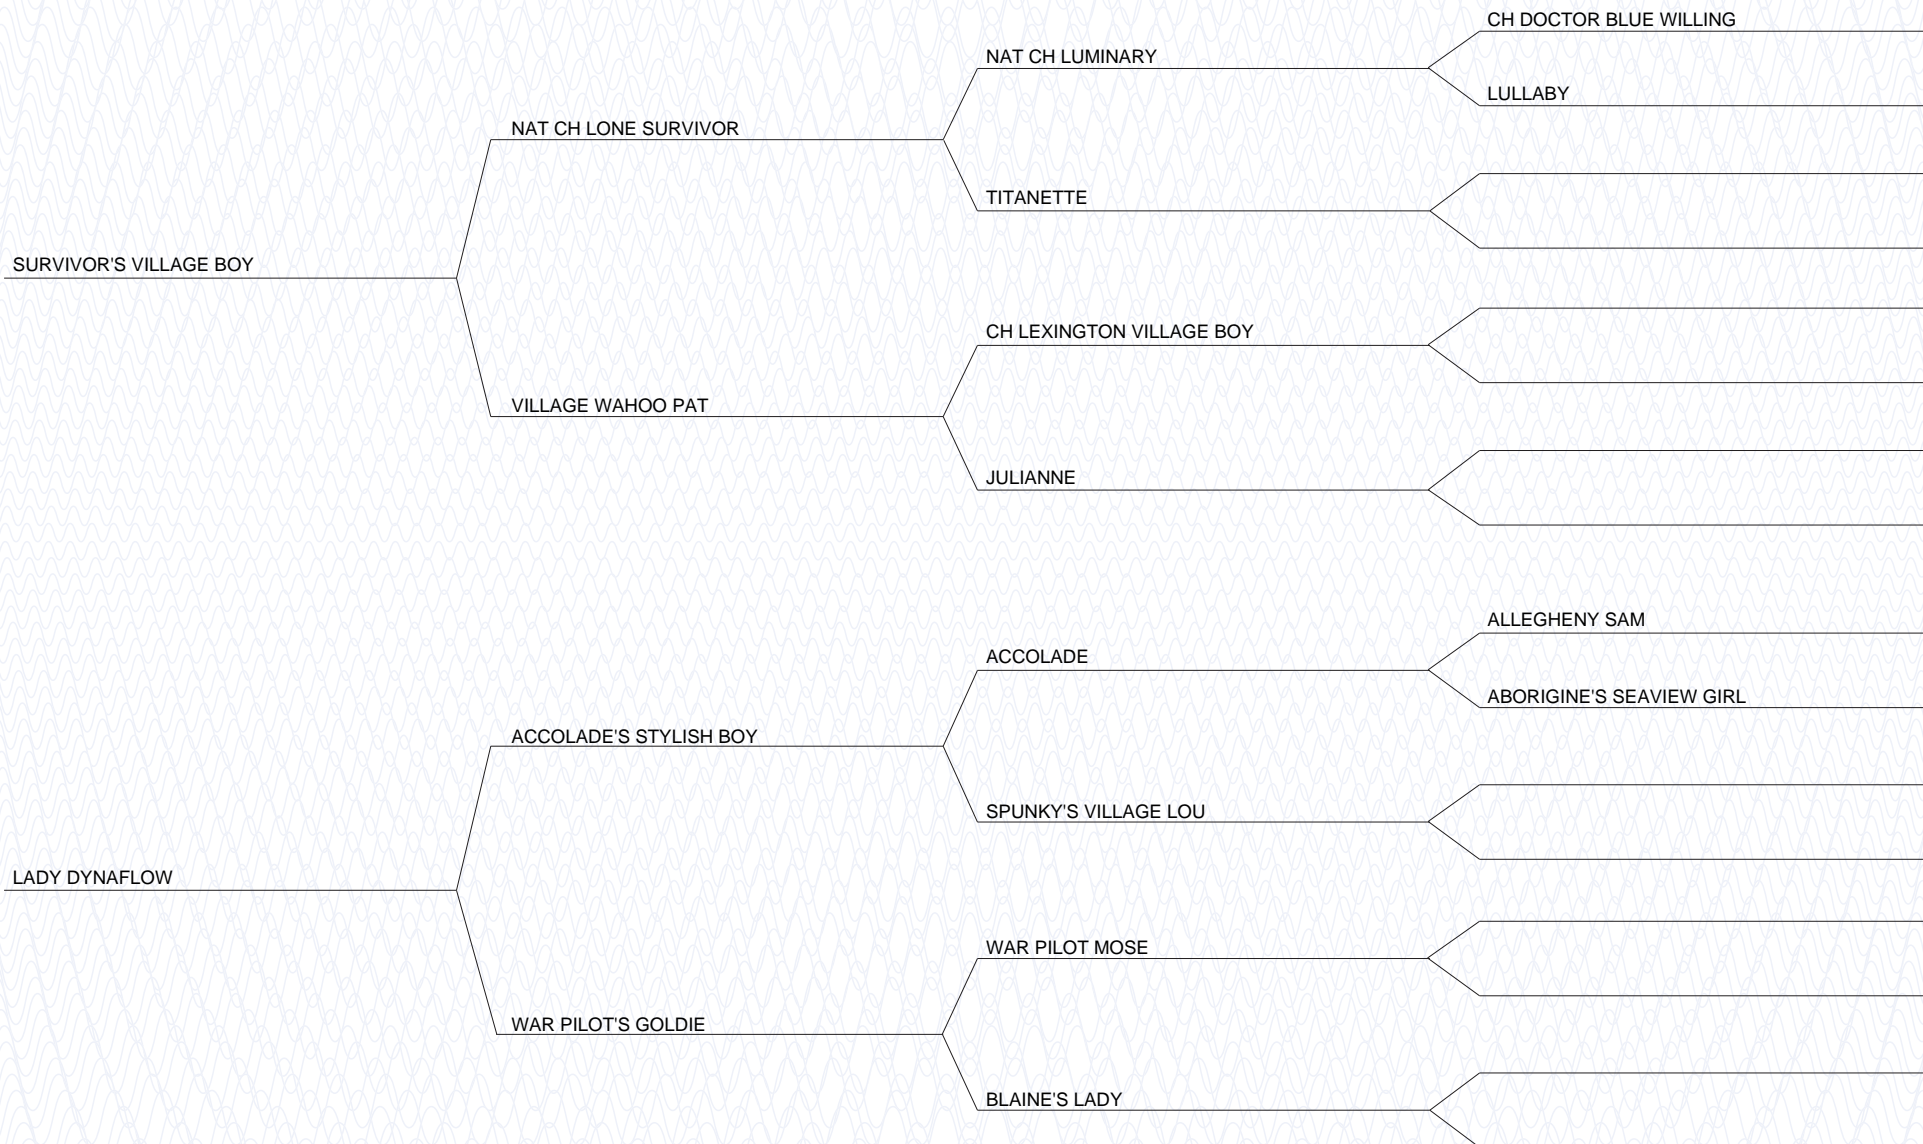 CH DOCTOR BLUE WILLING
NAT CH LUMINARY
LULLABY
NAT CH LONE SURVIVOR
TITANETTE
SURVIVOR'S VILLAGE BOY
CH LEXINGTON VILLAGE BOY
VILLAGE WAHOO PAT
JULIANNE
ALLEGHENY SAM
ACCOLADE
ABORIGINE'S SEAVIEW GIRL
ACCOLADE'S STYLISH BOY
SPUNKY'S VILLAGE LOU
LADY DYNAFLOW
WAR PILOT MOSE
WAR PILOT'S GOLDIE
BLAINE'S LADY